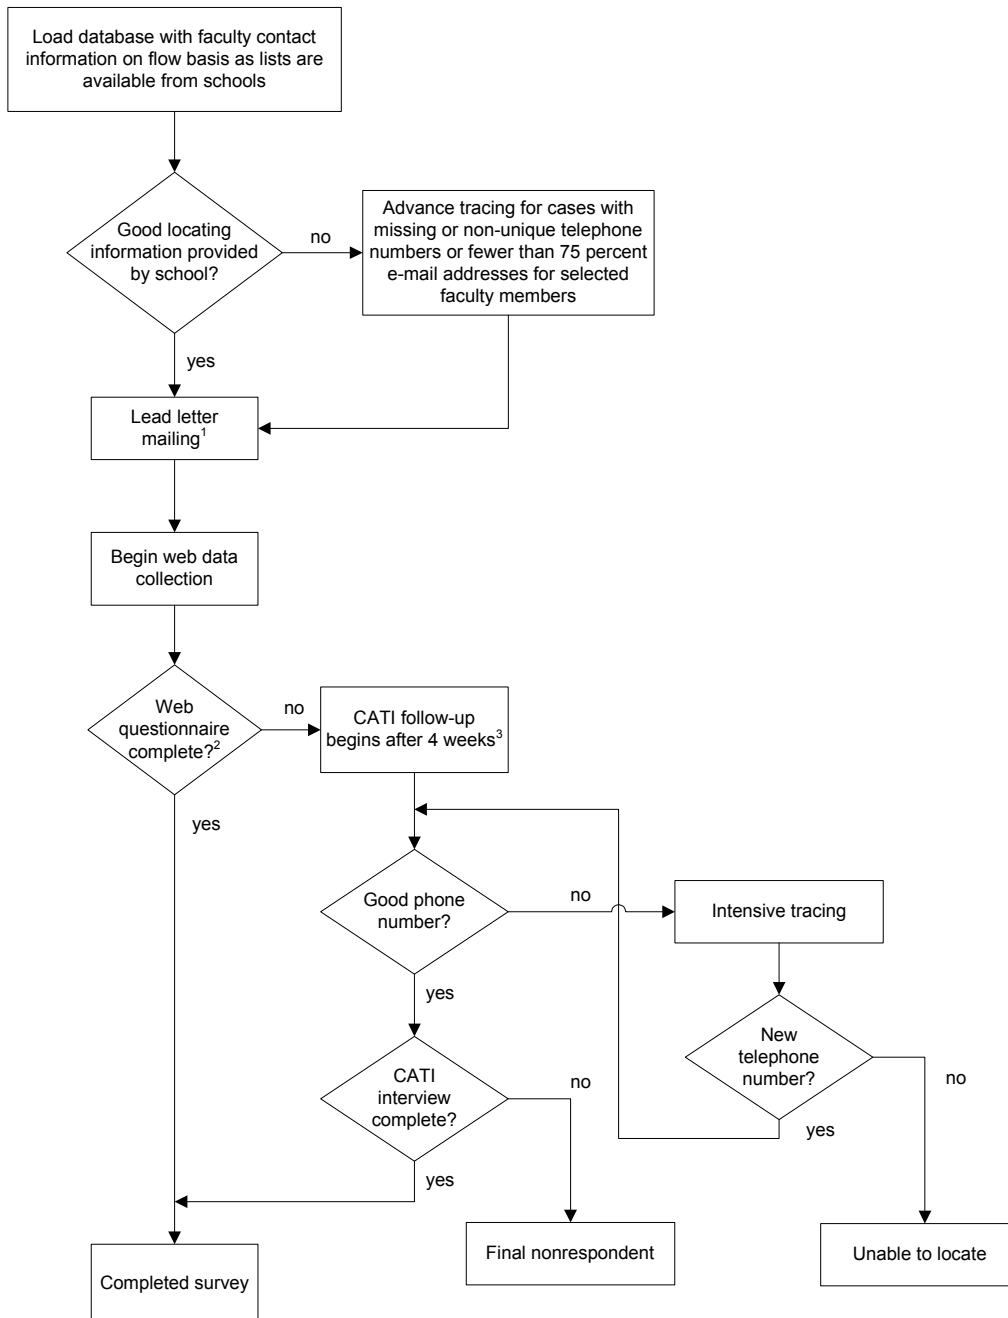 Load database with faculty contact
information on flow basis as lists are
available from schools
Good locating
information provided
by school?
no
Advance tracing for cases with
missing or non-unique telephone
numbers or fewer than 75 percent
e-mail addresses for selected
faculty members
yes
Lead letter
mailing1
Begin web data
collection
Web
questionnaire
complete?2
no
CATI follow-up
begins after 4 weeks3
yes
Good phone
number?
no
Intensive tracing
yes
New
telephone
number?
no
yes
CATI
interview
complete?
no
yes
Completed survey
Final nonrespondent
Unable to locate